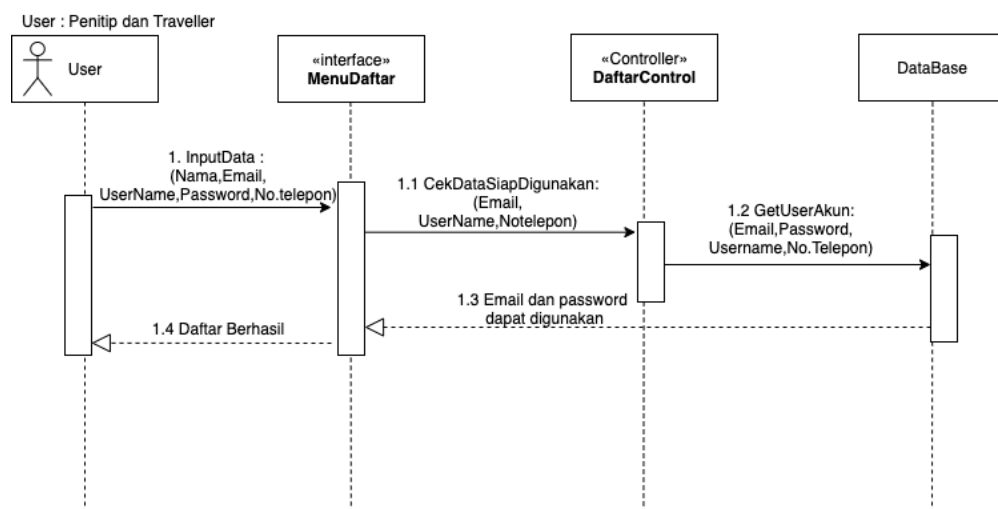 User : Penitip dan Traveller
User
«interface»
MenuDaftar
«Controller»
DaftarControl
DataBase
1. InputData :
(Nama,Email,
UserName,Password,No.telepon)
1.1 CekDataSiapDigunakan:
(Email,
UserName,Notelepon)
1.2 GetUserAkun:
(Email,Password,
Username,No.Telepon)
1.3 Email dan password
dapat digunakan
1.4 Daftar Berhasil